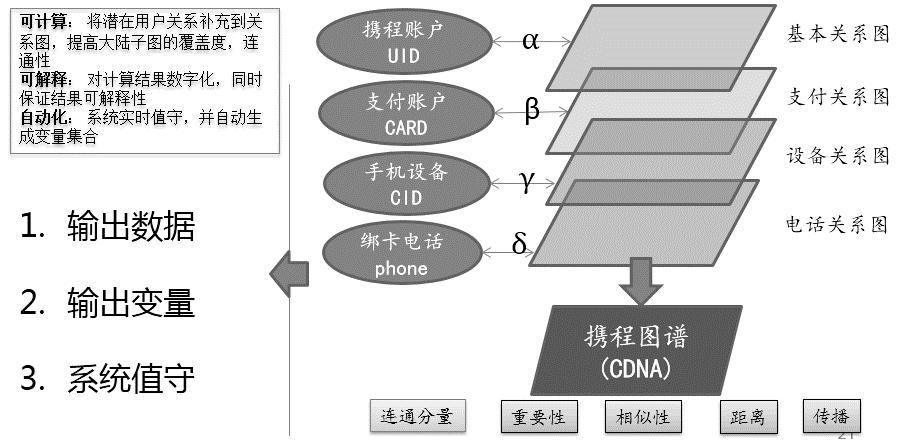 可计算：将潜在用户关系补充到关
系图，提高大陆子图的覆盖度，连
通性
可解释：对计算结果数字化，同时
保证结果可解释性
自动化：系统实时值守，并自动生
成变量集合
1. 输出数据
2. 输出变量
3. 系统值守
携程账户
UID
α
基本关系图
支付账户
CARD
β
支付关系图
手机设备
CID
γ
设备关系图
绑卡电话
phone
δ
电话关系图
携程图谱
(CDNA)
连通分量
重要性
相似性
距离
传播
21